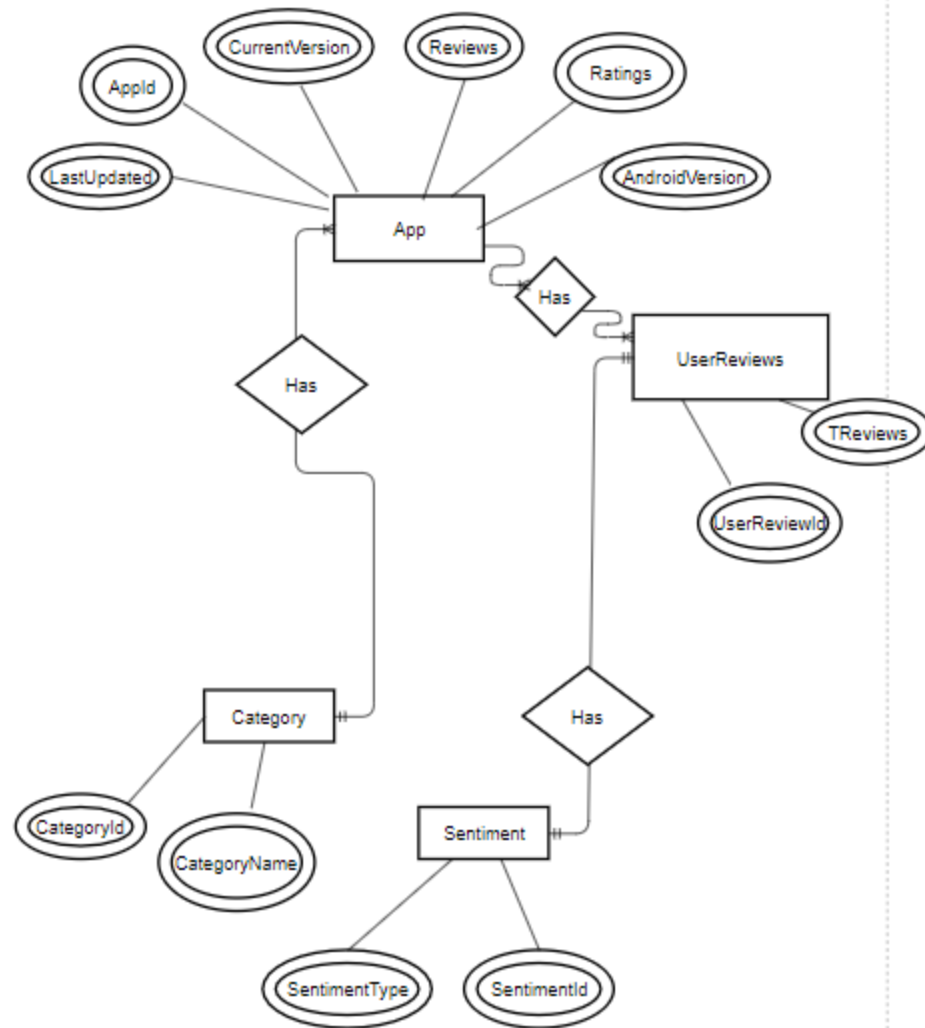 CurrentVersion
Reviews
Ratings
AppId
LastUpdated
AndroidVersion
App
Has
UserReviews
Has
TReviews
UserReviewId
Category
Has
Sentiment
CategoryId
CategoryName
SentimentType
SentimentId